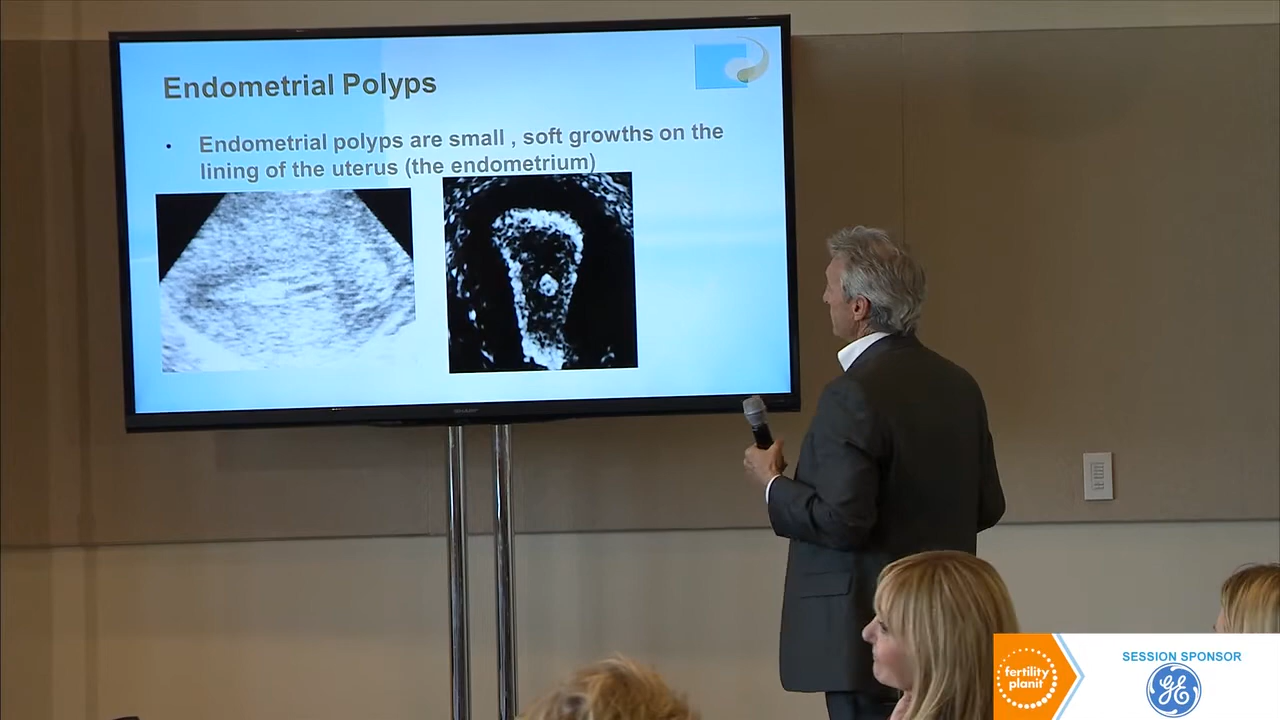 Endometrial Polyps
• Endometrial polyps are small , soft growths on the
lining of the uterus (the endometrium)
SHARP
fertility
planit
SESSION SPONSOR
GE